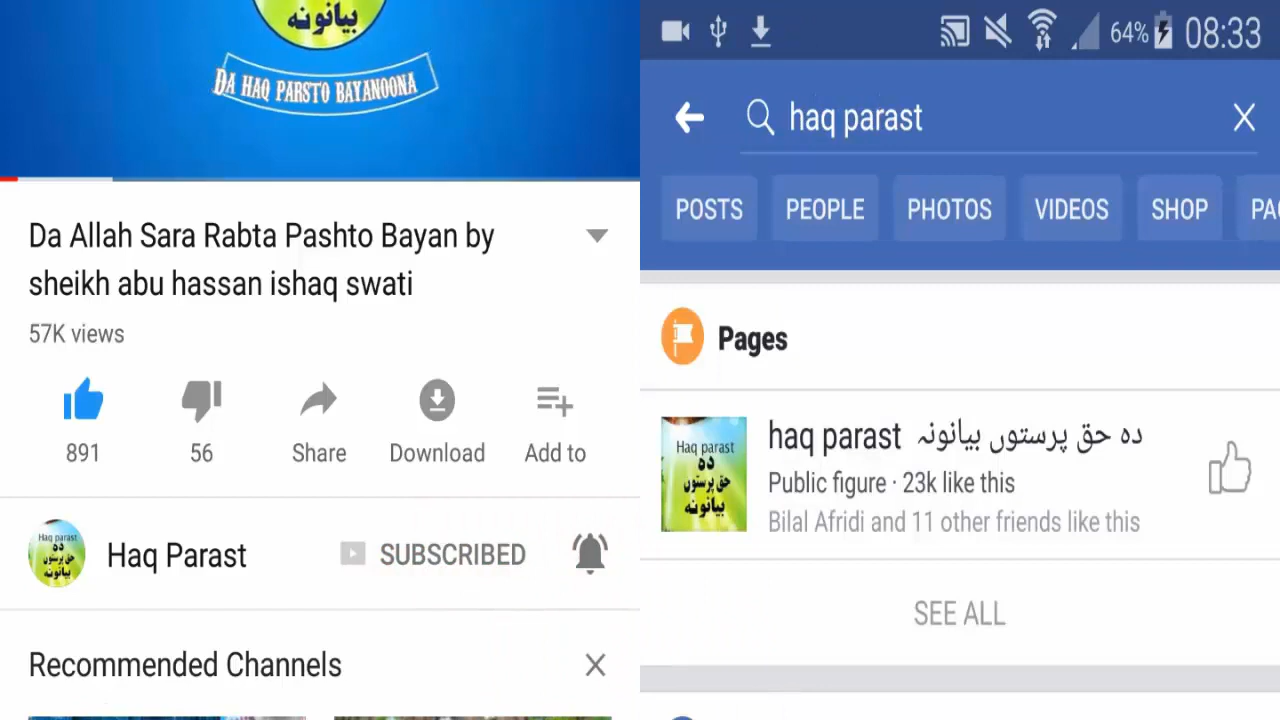 بیانونه
DA HAQ PARSTO BAYANOONA
Da Allah Sara Rabta Pashto Bayan by
sheikh abu hassan ishaq swati
57K views
891
56
Share
Download
Add to
Haq parast
ده
حق پرستوں
بیانونه
Haq Parast
SUBSCRIBED
Recommended Channels
64%
08:33
haq parast
POSTS
PEOPLE
PHOTOS
VIDEOS
SHOP
PAG
Pages
Haq parast
ده
حق پرستوں
بیانونه
haq parast ده حق پرستوں بیانونہ
Public figure · 23k like this
Bilal Afridi and 11 other friends like this
SEE ALL